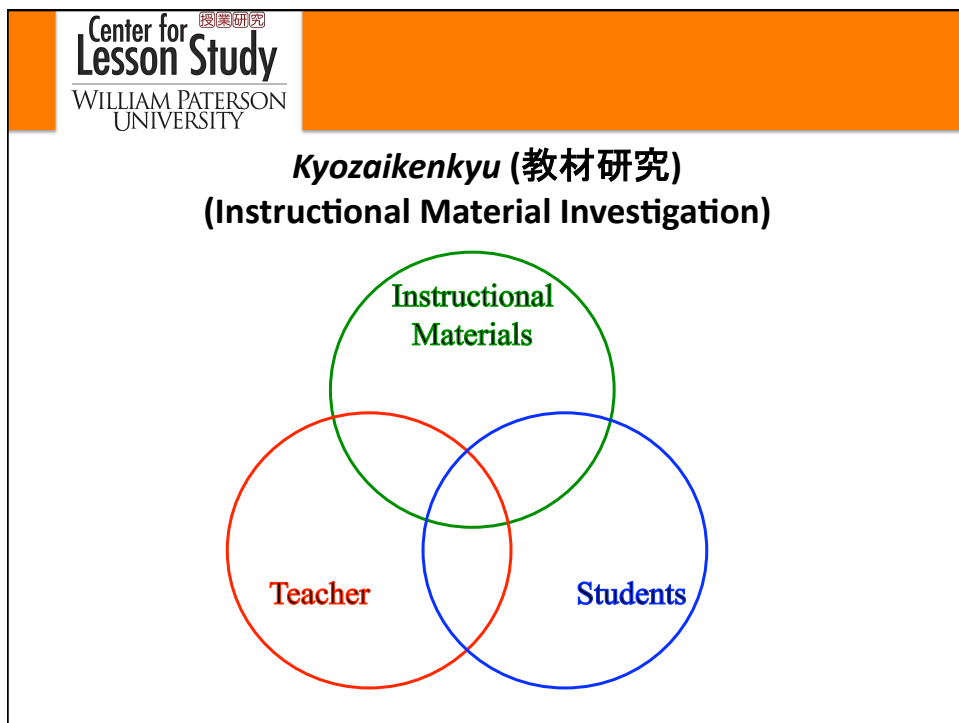 Center for 授業研究
Lesson Study
WILLIAM PATERSON
UNIVERSITY
Kyozaikenkyu (教材研究)
(Instructional Material Investigation)
Instructional
Materials
Teacher
Students